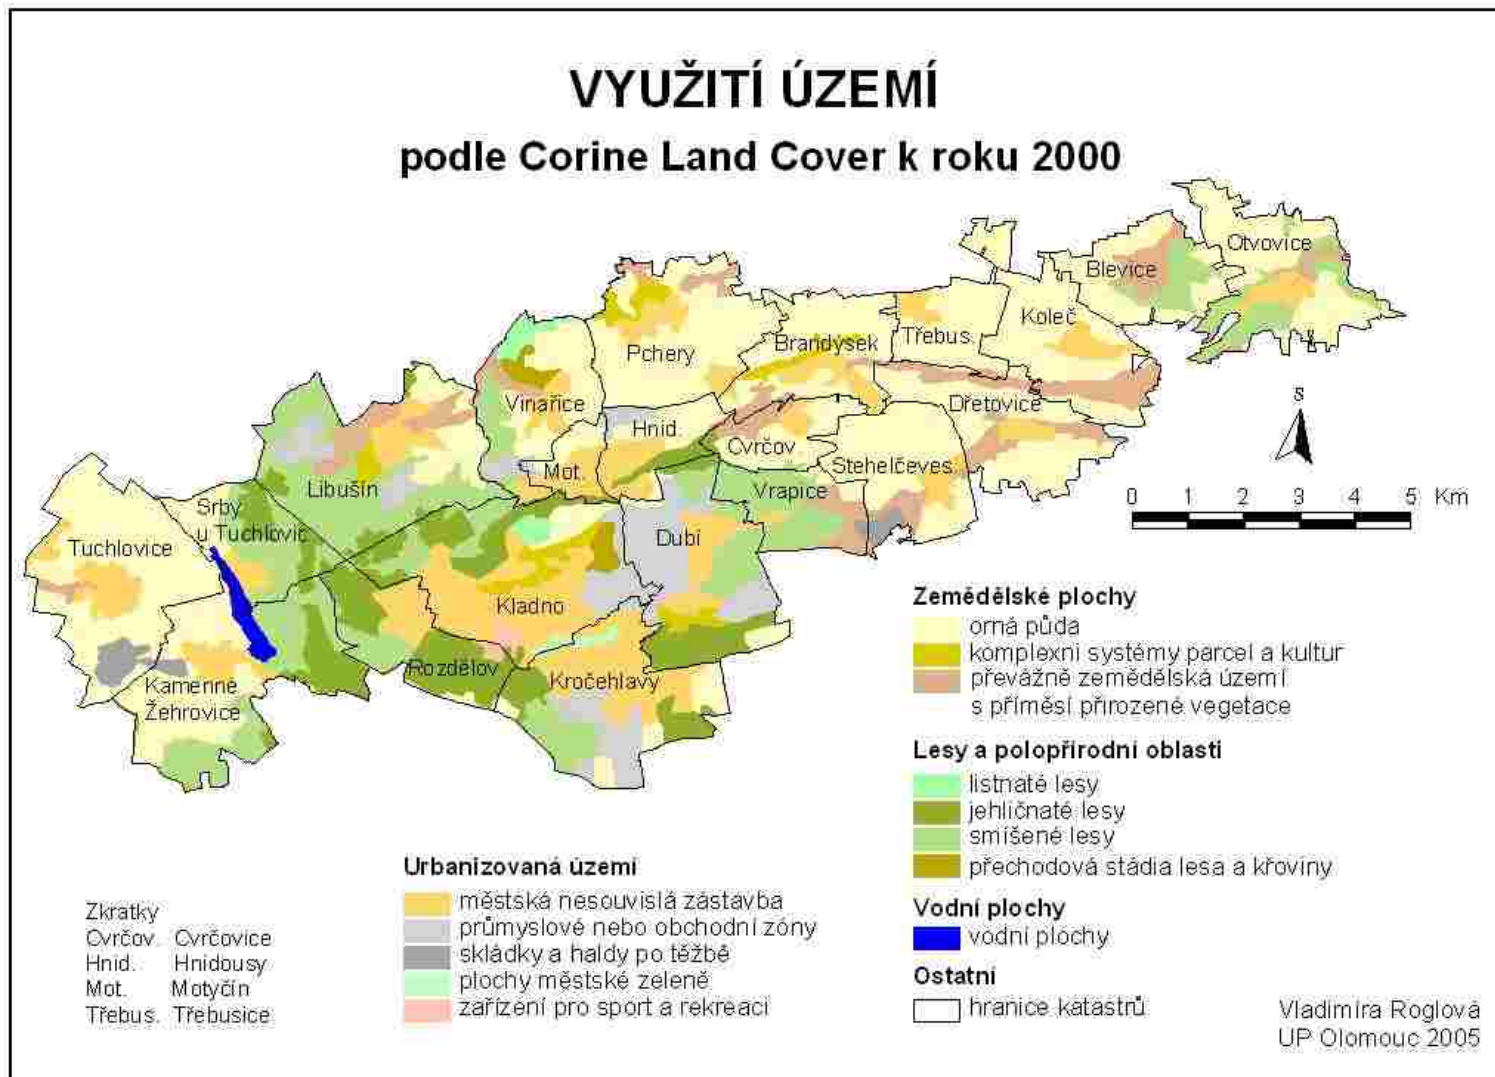 VYUŽITÍ ÚZEMÍ
podle Corine Land Cover k roku 2000
Otvovice
Blevice
Koleč
Třebus.
Brandýsek
Pchery
Dřetovice
Vinařice
Hnid.
Cvrčov.
Stehelčeves
Mot.
Vrapice
Libušín
Srby
u Tuchlovic
Dubí
Tuchlovice
Kladno
Rozdělov
Kročehlavy
Kamenné
Žehrovice
S
0 1 2 3 4 5 Km
Zemědělské plochy
orná půda
komplexní systémy parcel a kultur
převážně zemědělská území
s příměsí přirozené vegetace
Lesy a polopřírodní oblasti
listnaté lesy
jehličnaté lesy
smíšené lesy
přechodová stádia lesa a křoviny
Vodní plochy
vodní plochy
Ostatní
hranice katastrů
Urbanizovaná území
městská nesouvislá zástavba
průmyslové nebo obchodní zóny
skládky a haldy po těžbě
plochy městské zeleně
zařízení pro sport a rekreaci
Zkratky
Cvrčov. Cvrčovice
Hnid. Hnidousy
Mot. Motyčín
Třebus. Třebusice
Vladimíra Roglová
UP Olomouc 2005